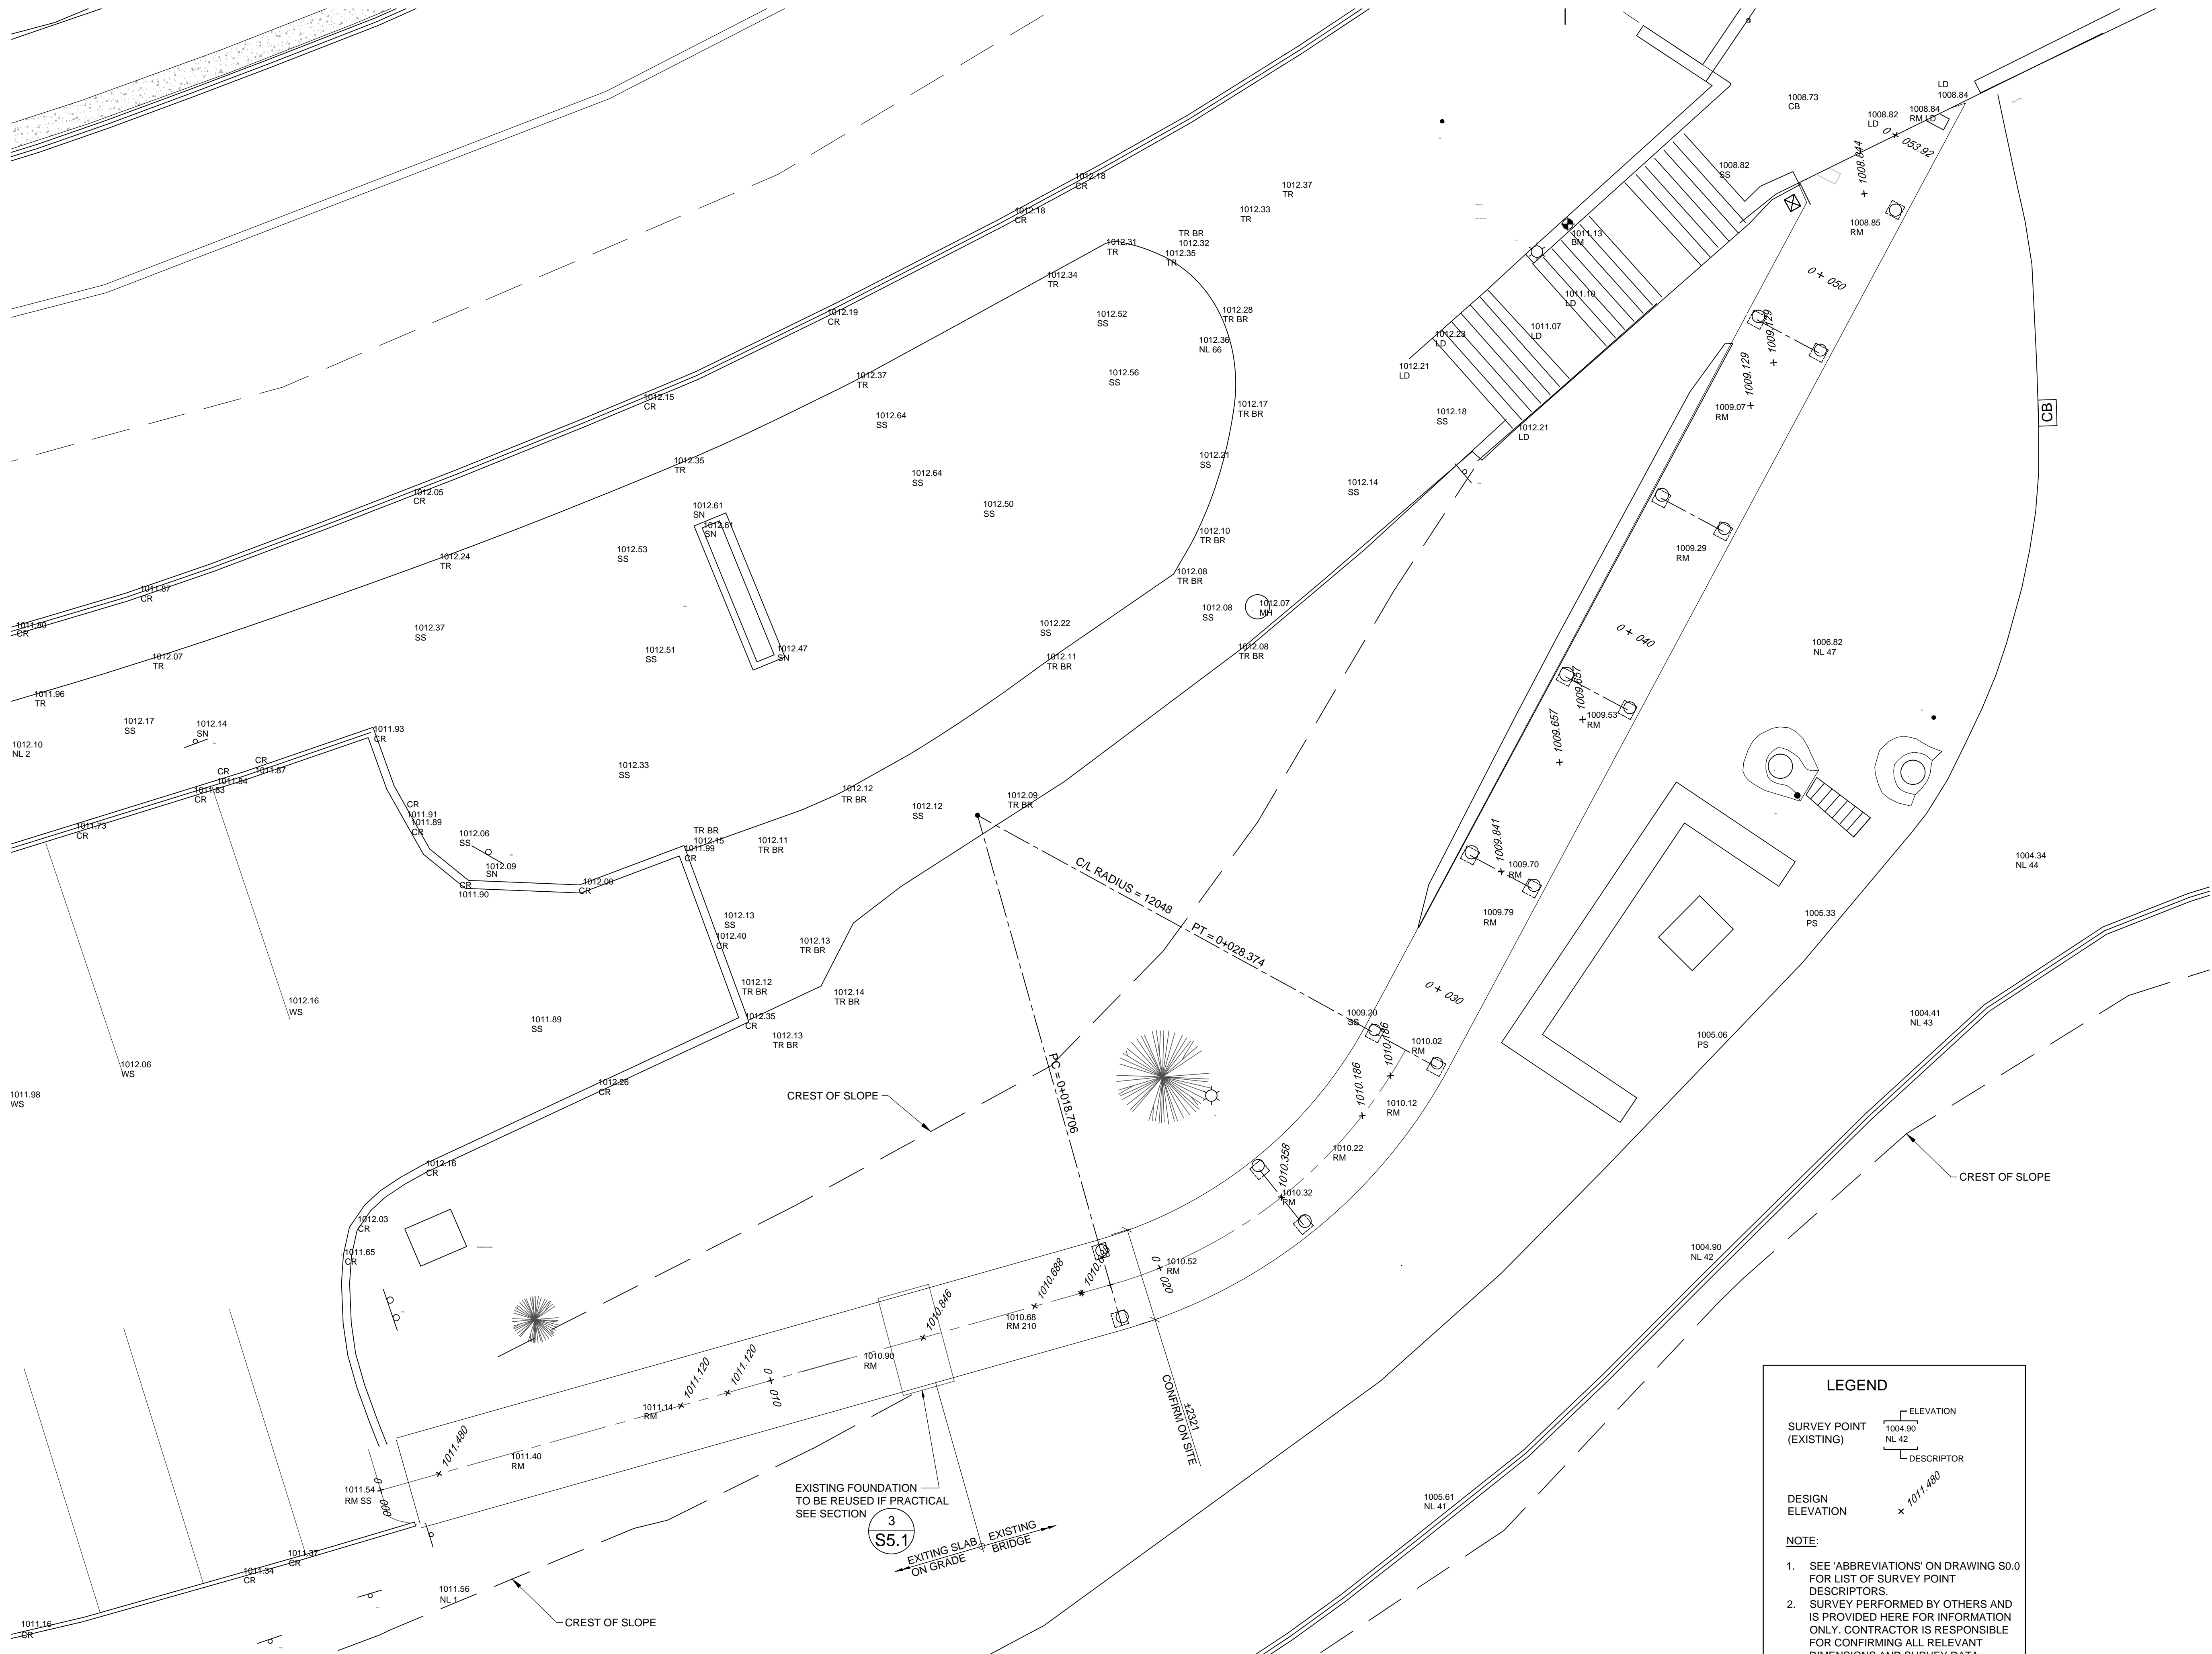 LD
1008.84
1008.73
CB
1008.84
RM LD
1008.82
LD
0 + 053.92
1008.844
1008.82
SS
1012.18
CR
1012.37
TR
1012.18
CR
1012.33
TR
1008.85
RM
TR BR
1012.32
1011.13
BM
1012.31
TR
1012.35
TR
1012.34
TR
0 + 050
1011.10
LD
1012.19
CR
1012.52
SS
1012.28
TR BR
1009.129
1011.07
LD
1012.23
LD
1012.36
NL 66
1012.21
LD
1009.129
1012.37
TR
1012.56
SS
1012.15
CR
1012.17
TR BR
1009.07
RM
1012.18
SS
CB
1012.64
SS
1012.21
LD
1012.35
TR
1012.21
SS
1012.64
SS
1012.14
SS
1012.05
CR
1012.61
SN
1012.50
SS
1012.61
SN
1012.10
TR BR
1012.53
SS
1009.29
RM
1012.24
TR
1012.08
TR BR
1011.87
CR
1012.07
MH
1012.08
SS
1011.80
CR
1012.37
SS
1012.22
SS
0 + 040
1012.51
SS
1012.47
SN
1012.08
TR BR
1006.82
NL 47
1012.07
TR
1012.11
TR BR
1009.657
1011.96
TR
1009.53
RM
1009.657
1012.17
SS
1012.14
SN
1012.10
NL 2
1011.93
CR
CR
1011.87
CR
1011.84
1012.33
SS
1011.83
CR
1012.12
TR BR
1012.09
TR BR
CR
1011.91
1012.12
SS
1011.89
CR
1011.73
CR
1012.06
SS
TR BR
1012.15
1012.11
TR BR
1011.99
CR
1009.841
1004.34
NL 44
1012.09
SN
1009.70
RM
C/L RADIUS = 12048
CR
1011.90
1012.00
CR
1012.13
SS
1009.79
RM
1005.33
PS
1012.40
CR
1012.13
TR BR
PT = 0+028.374
1012.12
TR BR
1012.14
TR BR
0 + 030
1012.16
WS
1012.35
CR
1009.20
SS
1004.41
NL 43
1011.89
SS
1012.13
TR BR
1010.186
1010.02
RM
1005.06
PS
1012.06
WS
PC = 0+018.706
1012.26
CR
1010.186
CREST OF SLOPE
1011.98
WS
1010.12
RM
1010.358
1010.22
RM
1012.16
CR
CREST OF SLOPE
1010.32
RM
1012.03
CR
1011.65
CR
1004.90
NL 42
1010.52
RM
0 + 020
1010.688
1010.68
RM 210
1010.846
1010.90
RM
1011.120
1011.120
0 + 010
1011.14
RM
±2321
CONFIRM ON SITE
1011.480
1011.40
RM
1011.54
RM SS
0 + 000
EXISTING FOUNDATION
TO BE REUSED IF PRACTICAL
SEE SECTION
3
S5.1
1005.61
NL 41
EXISTING
BRIDGE
EXITING SLAB
ON GRADE
1011.37
CR
1011.34
CR
1011.56
NL 1
1011.16
CR
CREST OF SLOPE
LEGEND
ELEVATION
SURVEY POINT
(EXISTING)
1004.90
NL 42
DESCRIPTOR
DESIGN
ELEVATION
1011.480
NOTE:
1. SEE 'ABBREVIATIONS' ON DRAWING S0.0
FOR LIST OF SURVEY POINT
DESCRIPTORS.
2. SURVEY PERFORMED BY OTHERS AND
IS PROVIDED HERE FOR INFORMATION
ONLY. CONTRACTOR IS RESPONSIBLE
FOR CONFIRMING ALL RELEVANT
DIMENSIONS AND SURVEY DATA